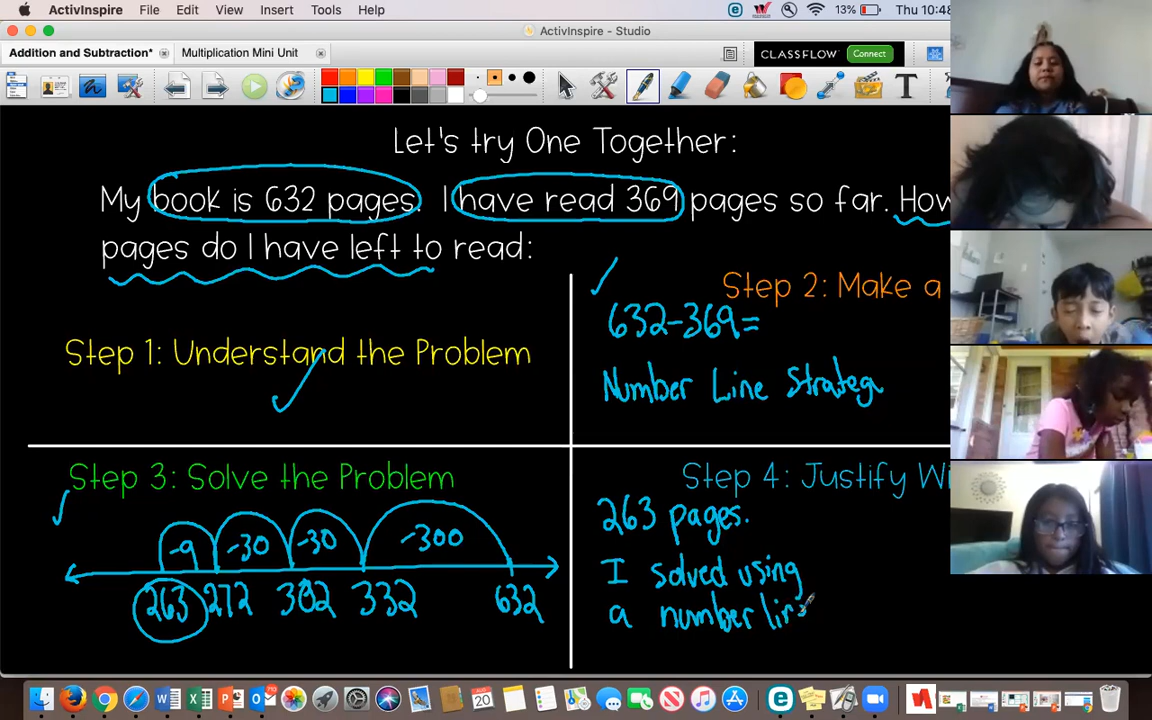 ActivInspire File Edit View Insert Tools Help 13% Thu 10:48
ActivInspire - Studio
Addition and Subtraction* Multiplication Mini Unit
CLASSFLOW Connect
Let's try One Together:
My book is 632 pages. I have read 369 pages so far. How
pages do I have left to read:
Step 1: Understand the Problem
Step 2: Make a
632-369=
Number Line Strateg
Step 3: Solve the Problem
-9 -30 -30 -300
263 272 302 332 632
Step 4: Justify Wi
263 pages.
I solved using
a number lin
AUG
20